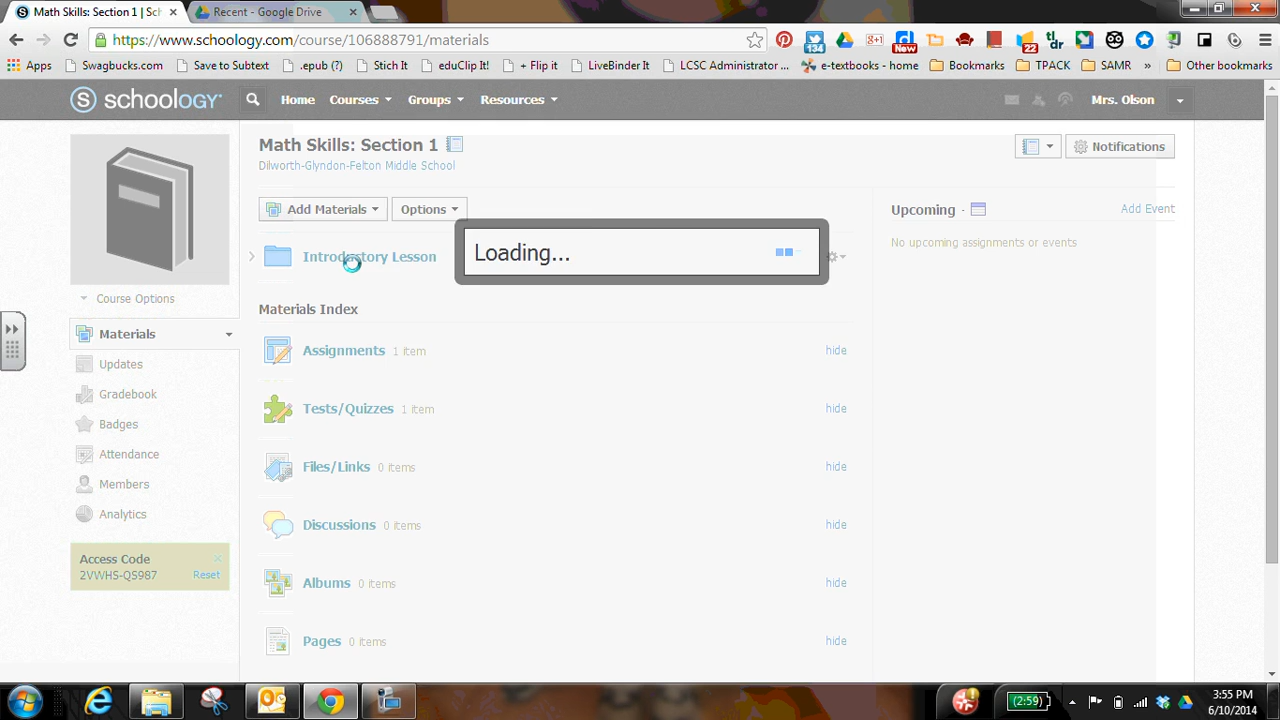 Math Skills: Section 1 | Sch
Recent - Google Drive
https://www.schoology.com/course/106888791/materials
134
g+1
New
22
tl;dr
Apps
Swagbucks.com
Save to Subtext
.epub (?)
Stich It
eduClip It!
+ Flip it
LiveBinder It
LCSC Administrator ...
e-textbooks - home
Bookmarks
TPACK
SAMR
»
Other bookmarks
S schoology
Home
Courses
Groups
Resources
Mrs. Olson
Math Skills: Section 1
Dilworth-Glyndon-Felton Middle School
Notifications
Add Materials
Options
Upcoming ·
Add Event
No upcoming assignments or events
Introductory Lesson
Loading...
Course Options
Materials Index
Materials
Updates
Gradebook
Badges
Attendance
Members
Analytics
Assignments 1 item
hide
Tests/Quizzes 1 item
hide
Files/Links 0 items
hide
Discussions 0 items
hide
Albums 0 items
hide
Pages 0 items
hide
Access Code
2VWHS-QS987
Reset
(2:59)
3:55 PM
6/10/2014